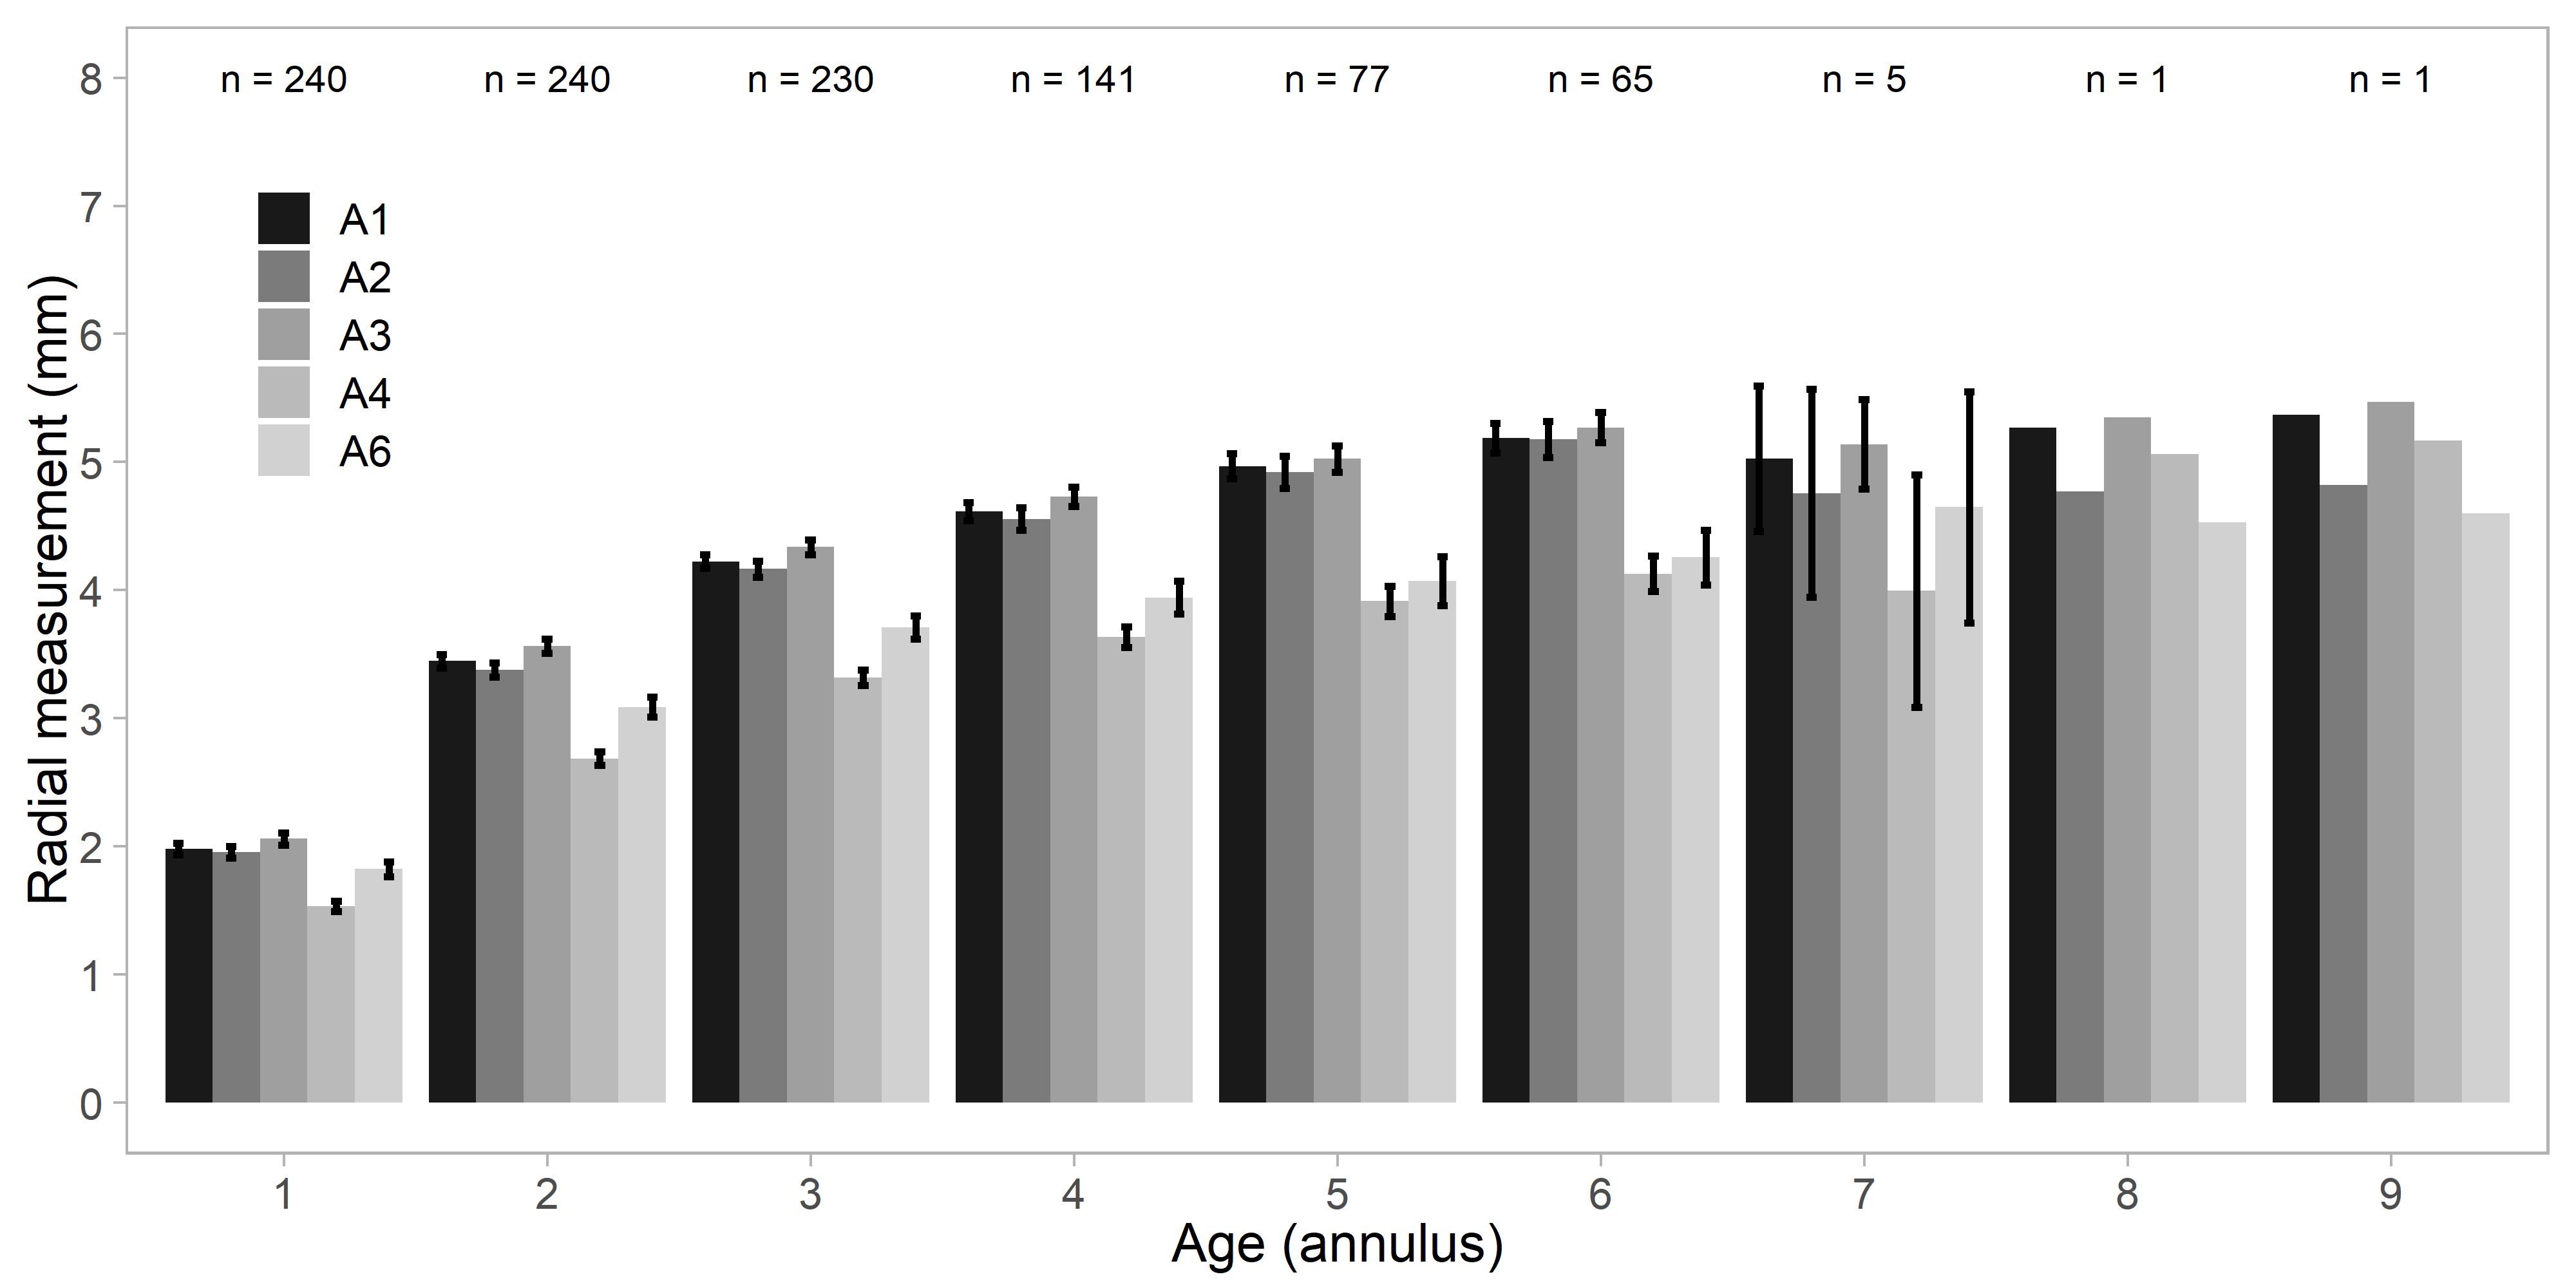 n = 240 n = 240 n = 230 n = 141 n = 77 n = 65 n = 5 n = 1 n = 1
A1
A2
A3
A4
A6
Radial measurement (mm)
8
7
6
5
4
3
2
1
0
1 2 3 4 5 6 7 8 9
Age (annulus)